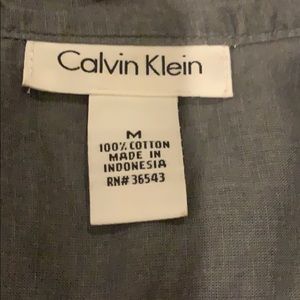 Calvin Klein
M
100% COTTON
MADE IN
INDONESIA
RN# 36543